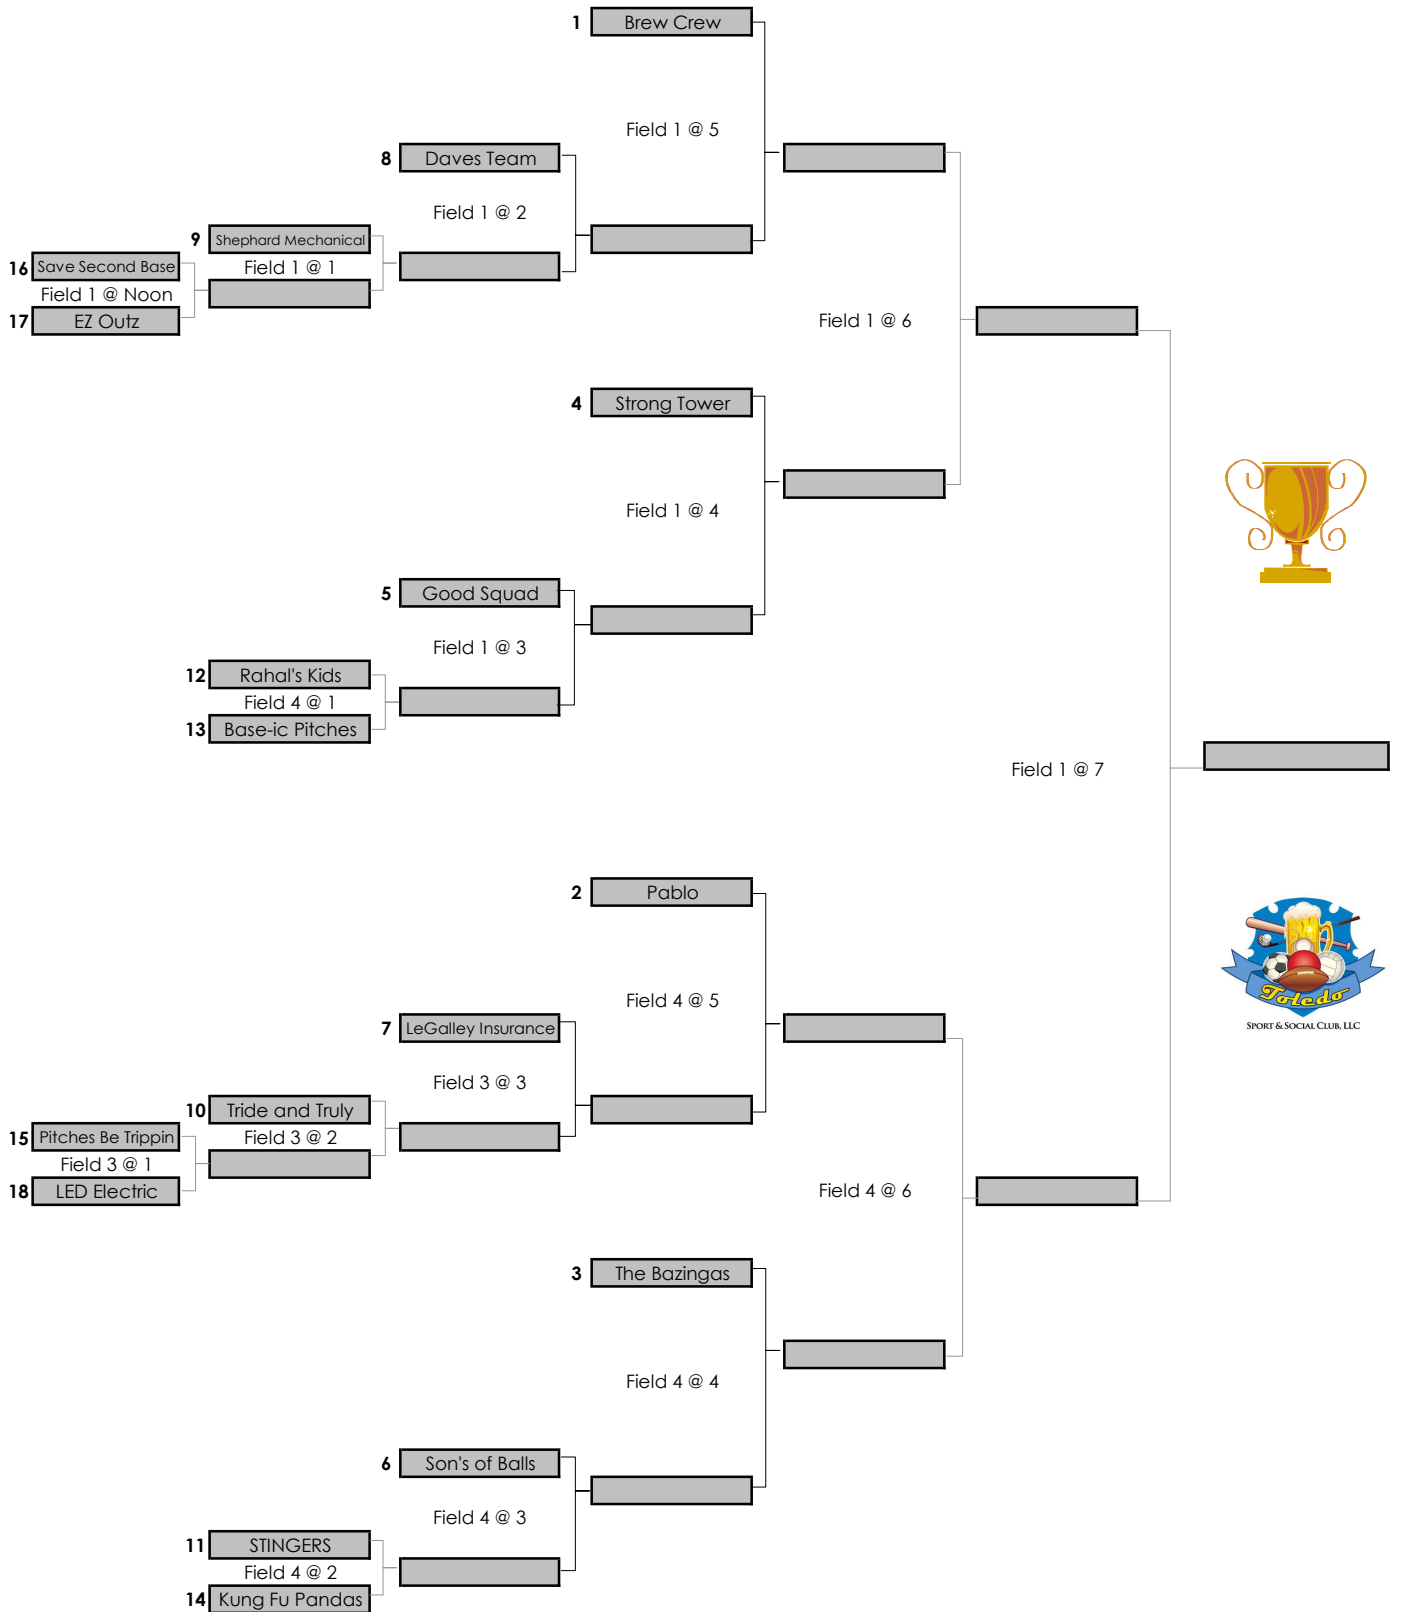 1 Brew Crew
Field 1 @ 5
8 Daves Team
Field 1 @ 2
9 Shephard Mechanical
16 Save Second Base
Field 1 @ 1
Field 1 @ Noon
17 EZ Outz
Field 1 @ 6
4 Strong Tower
Field 1 @ 4
5 Good Squad
Field 1 @ 3
12 Rahal's Kids
Field 4 @ 1
13 Base-ic Pitches
Field 1 @ 7
2 Pablo
Field 4 @ 5
7 LeGalley Insurance
Toledo
SPORT & SOCIAL CLUB, LLC
Field 3 @ 3
10 Tride and Truly
15 Pitches Be Trippin
Field 3 @ 2
Field 3 @ 1
18 LED Electric
Field 4 @ 6
3 The Bazingas
Field 4 @ 4
6 Son's of Balls
Field 4 @ 3
11 STINGERS
Field 4 @ 2
14 Kung Fu Pandas